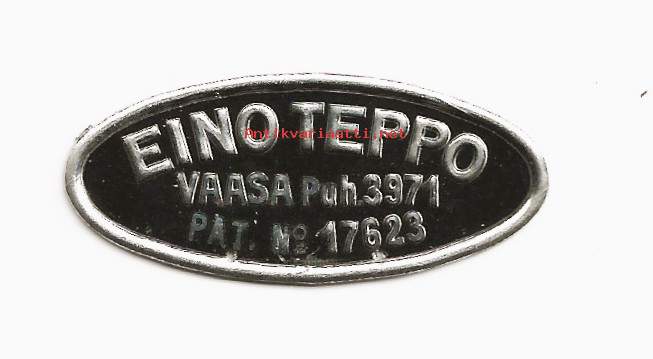 EINO TEPPO
Antikvariaatti.net
VAASA Puh. 3971
PAT. No 17623